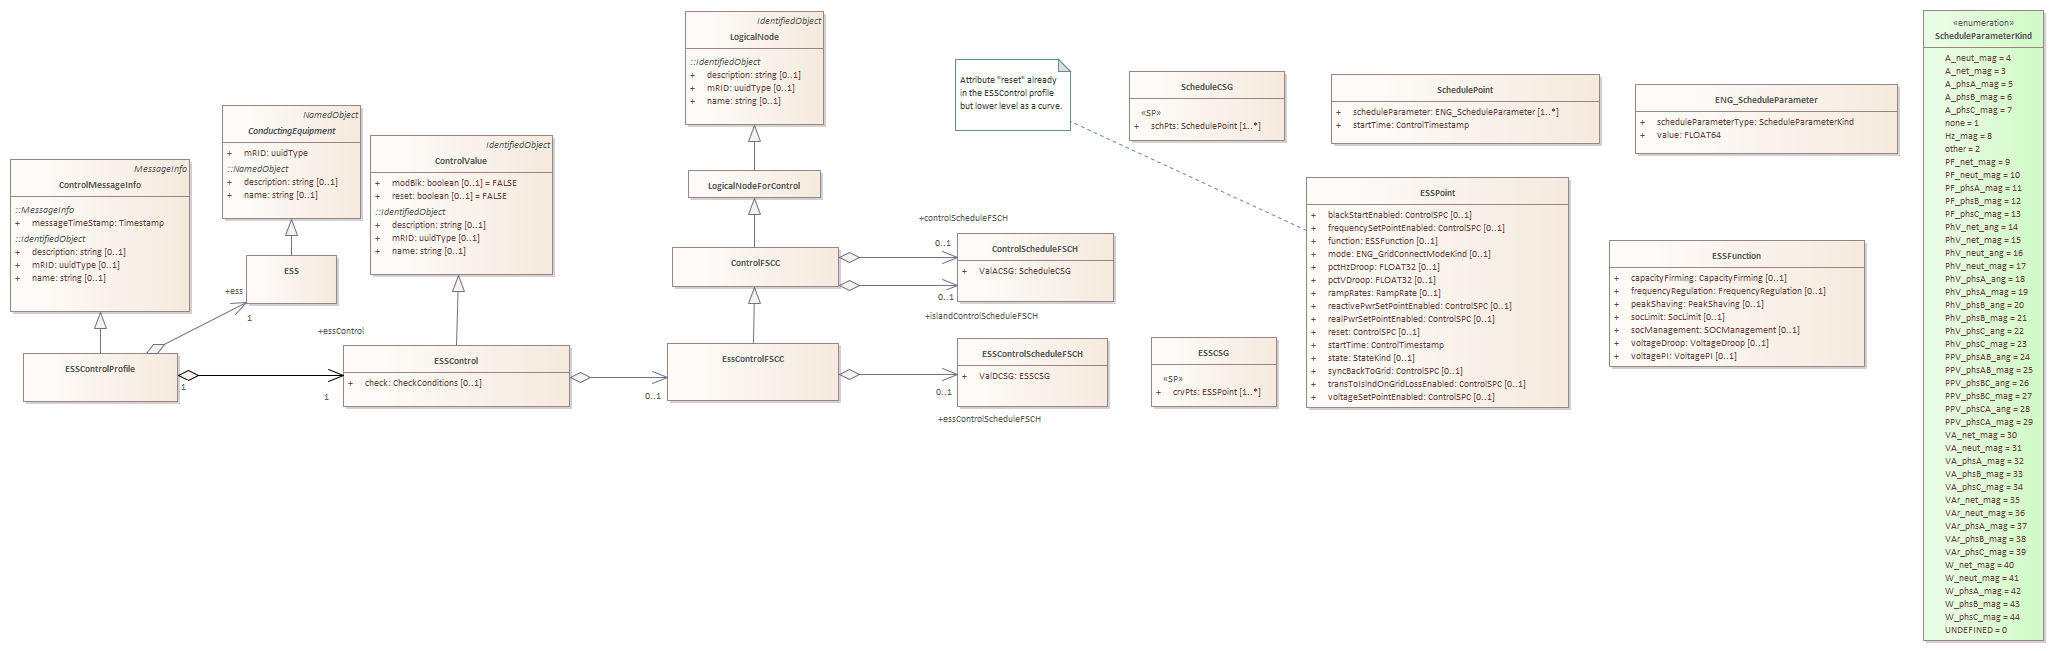 MessageInfo
ControlMessageInfo
::MessageInfo
+ messageTimeStamp: Timestamp
::IdentifiedObject
+ description: string [0..1]
+ mRID: uuidType [0..1]
+ name: string [0..1]
ESSControlProfile
NamedObject
ConductingEquipment
+ mRID: uuidType
::NamedObject
+ description: string [0..1]
+ name: string [0..1]
ESS
+ess
1
1
+essControl
1
IdentifiedObject
ControlValue
+ modBlk: boolean [0..1] = FALSE
+ reset: boolean [0..1] = FALSE
::IdentifiedObject
+ description: string [0..1]
+ mRID: uuidType [0..1]
+ name: string [0..1]
ESSControl
+ check: CheckConditions [0..1]
0..1
IdentifiedObject
LogicalNode
::IdentifiedObject
+ description: string [0..1]
+ mRID: uuidType [0..1]
+ name: string [0..1]
LogicalNodeForControl
ControlFSCC
EssControlFSCC
+controlScheduleFSCH
0..1
0..1
+islandControlScheduleFSCH
ControlScheduleFSCH
+ ValACSG: ScheduleCSG
ESSControlScheduleFSCH
+ ValDCSG: ESSCSG
0..1
+essControlScheduleFSCH
Attribute "reset" already
in the ESSControl profile
but lower level as a curve.
ScheduleCSG
«SP»
+ schPts: SchedulePoint [1..*]
ESSCSG
«SP»
+ crvPts: ESSPoint [1..*]
SchedulePoint
+ scheduleParameter: ENG_ScheduleParameter [1..*]
+ startTime: ControlTimestamp
ESSPoint
+ blackStartEnabled: ControlSPC [0..1]
+ frequencySetPointEnabled: ControlSPC [0..1]
+ function: ESSFunction [0..1]
+ mode: ENG_GridConnectModeKind [0..1]
+ pctHzDroop: FLOAT32 [0..1]
+ pctVDroop: FLOAT32 [0..1]
+ rampRates: RampRate [0..1]
+ reactivePwrSetPointEnabled: ControlSPC [0..1]
+ realPwrSetPointEnabled: ControlSPC [0..1]
+ reset: ControlSPC [0..1]
+ startTime: ControlTimestamp
+ state: StateKind [0..1]
+ syncBackToGrid: ControlSPC [0..1]
+ transToIslndOnGridLossEnabled: ControlSPC [0..1]
+ voltageSetPointEnabled: ControlSPC [0..1]
ENG_ScheduleParameter
+ scheduleParameterType: ScheduleParameterKind
+ value: FLOAT64
ESSFunction
+ capacityFirming: CapacityFirming [0..1]
+ frequencyRegulation: FrequencyRegulation [0..1]
+ peakShaving: PeakShaving [0..1]
+ socLimit: SocLimit [0..1]
+ socManagement: SOCManagement [0..1]
+ voltageDroop: VoltageDroop [0..1]
+ voltagePI: VoltagePI [0..1]
«enumeration»
ScheduleParameterKind
A_neut_mag = 4
A_net_mag = 3
A_phsA_mag = 5
A_phsB_mag = 6
A_phsC_mag = 7
none = 1
Hz_mag = 8
other = 2
PF_net_mag = 9
PF_neut_mag = 10
PF_phsA_mag = 11
PF_phsB_mag = 12
PF_phsC_mag = 13
PhV_net_ang = 14
PhV_net_mag = 15
PhV_neut_ang = 16
PhV_neut_mag = 17
PhV_phsA_ang = 18
PhV_phsA_mag = 19
PhV_phsB_ang = 20
PhV_phsB_mag = 21
PhV_phsC_ang = 22
PhV_phsC_mag = 23
PPV_phsAB_ang = 24
PPV_phsAB_mag = 25
PPV_phsBC_ang = 26
PPV_phsBC_mag = 27
PPV_phsCA_ang = 28
PPV_phsCA_mag = 29
VA_net_mag = 30
VA_neut_mag = 31
VA_phsA_mag = 32
VA_phsB_mag = 33
VA_phsC_mag = 34
VAr_net_mag = 35
VAr_neut_mag = 36
VAr_phsA_mag = 37
VAr_phsB_mag = 38
VAr_phsC_mag = 39
W_net_mag = 40
W_neut_mag = 41
W_phsA_mag = 42
W_phsB_mag = 43
W_phsC_mag = 44
UNDEFINED = 0